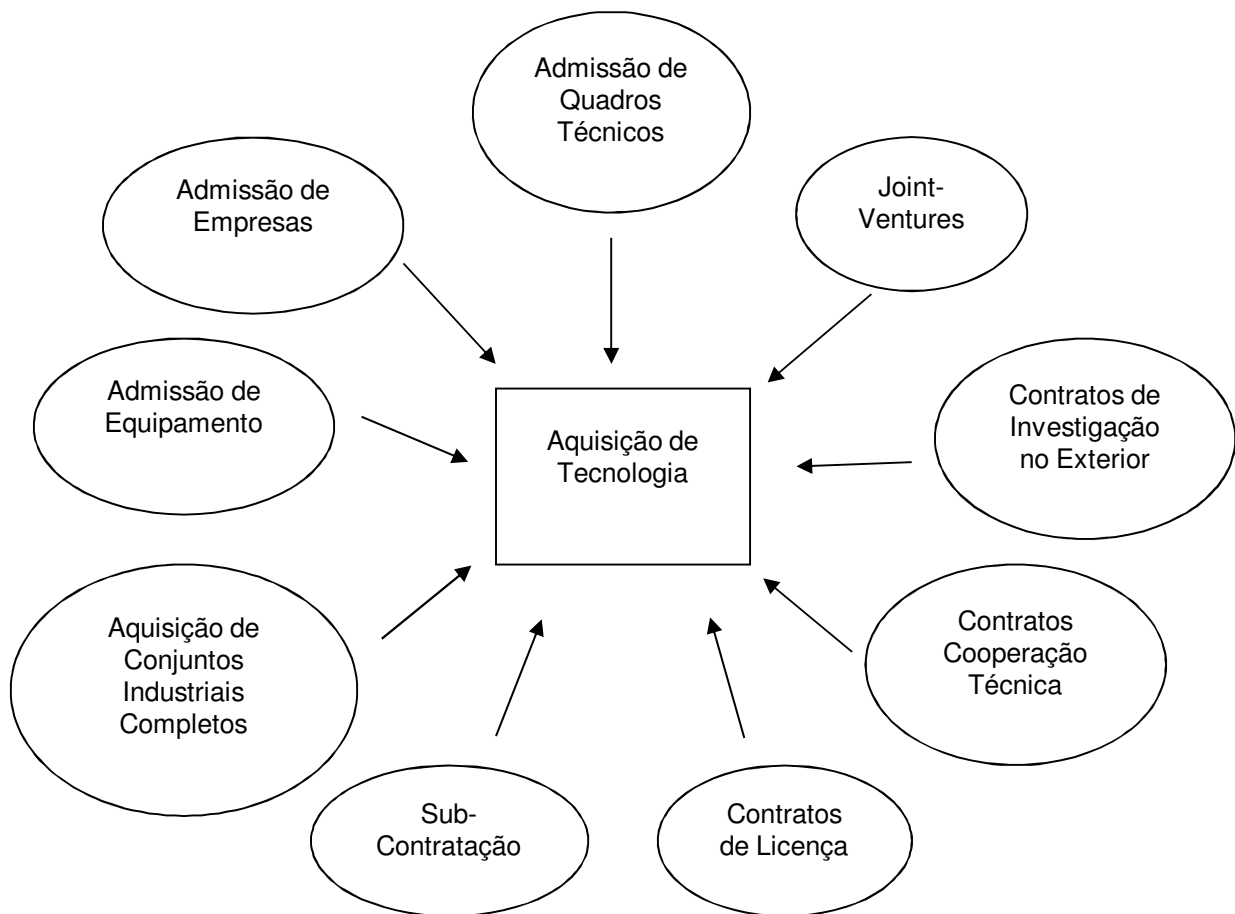 Admissão de
Quadros
Técnicos
Admissão de
Empresas
Joint-
Ventures
Admissão de
Equipamento
Contratos de
Investigação
no Exterior
Aquisição de
Tecnologia
Aquisição de
Conjuntos
Industriais
Completos
Contratos
Cooperação
Técnica
Sub-
Contratação
Contratos
de Licença